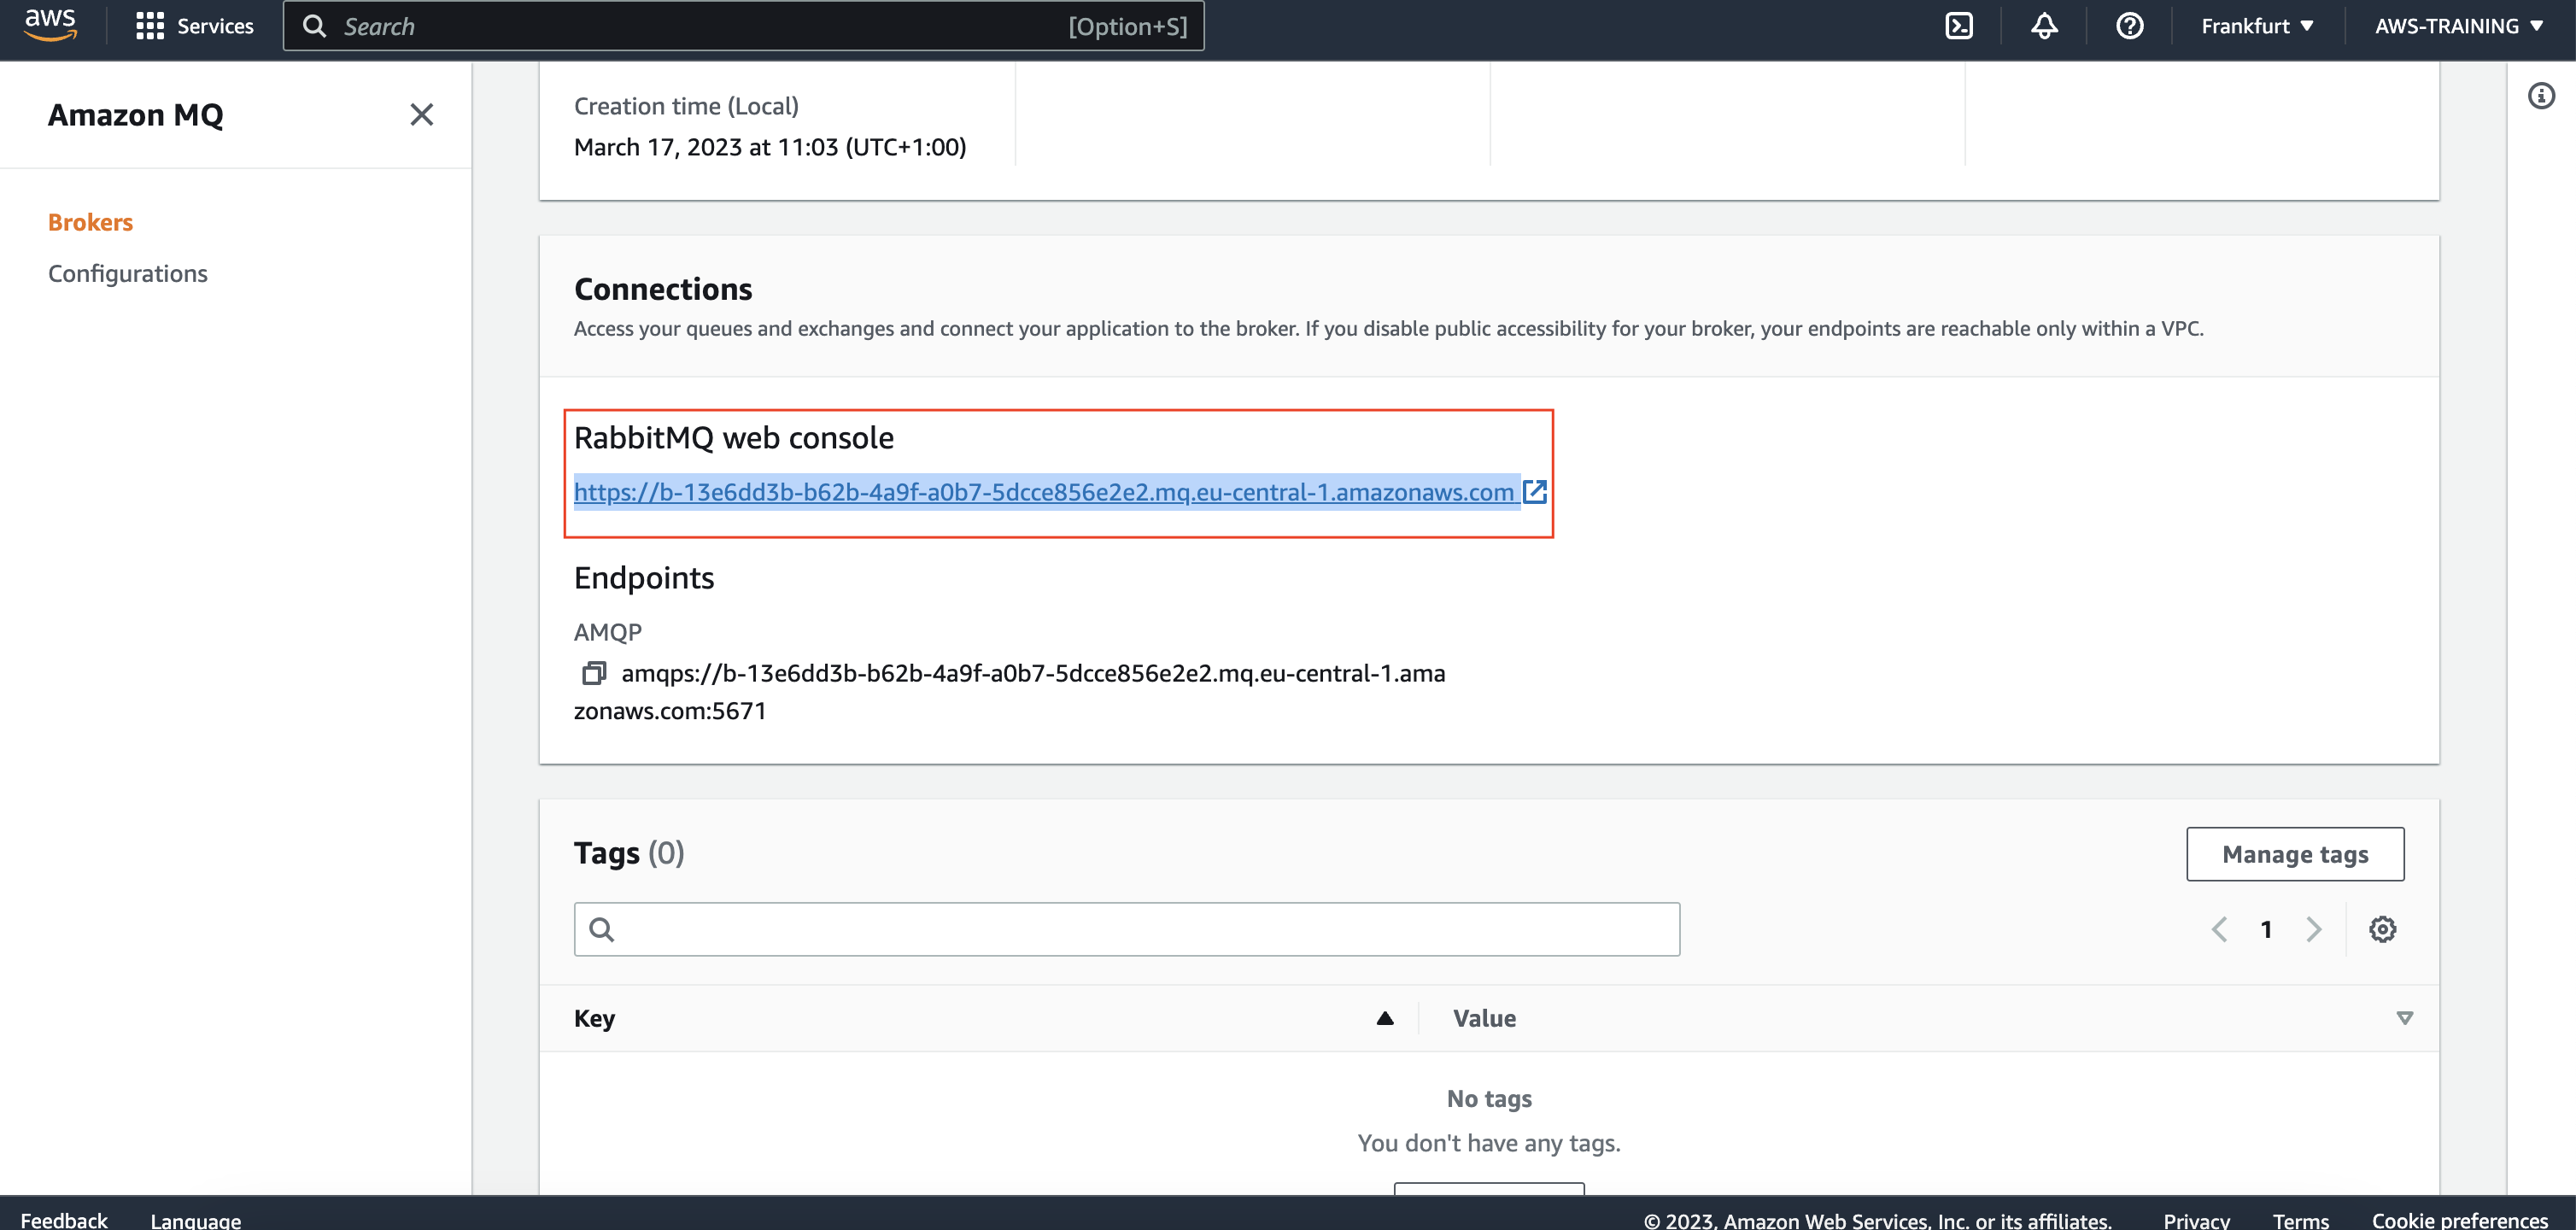 aws Services Search [Option+S] Frankfurt AWS-TRAINING
Amazon MQ
Brokers
Configurations
Creation time (Local)
March 17, 2023 at 11:03 (UTC+1:00)
Connections
Access your queues and exchanges and connect your application to the broker. If you disable public accessibility for your broker, your endpoints are reachable only within a VPC.
RabbitMQ web console
https://b-13e6dd3b-b62b-4a9f-a0b7-5dcce856e2e2.mq.eu-central-1.amazonaws.com
Endpoints
AMQP
amqps://b-13e6dd3b-b62b-4a9f-a0b7-5dcce856e2e2.mq.eu-central-1.ama
zonaws.com:5671
Tags (0)
Manage tags
1
Key Value
No tags
You don't have any tags.
Feedback Language © 2023, Amazon Web Services, Inc. or its affiliates. Privacy Terms Cookie preferences